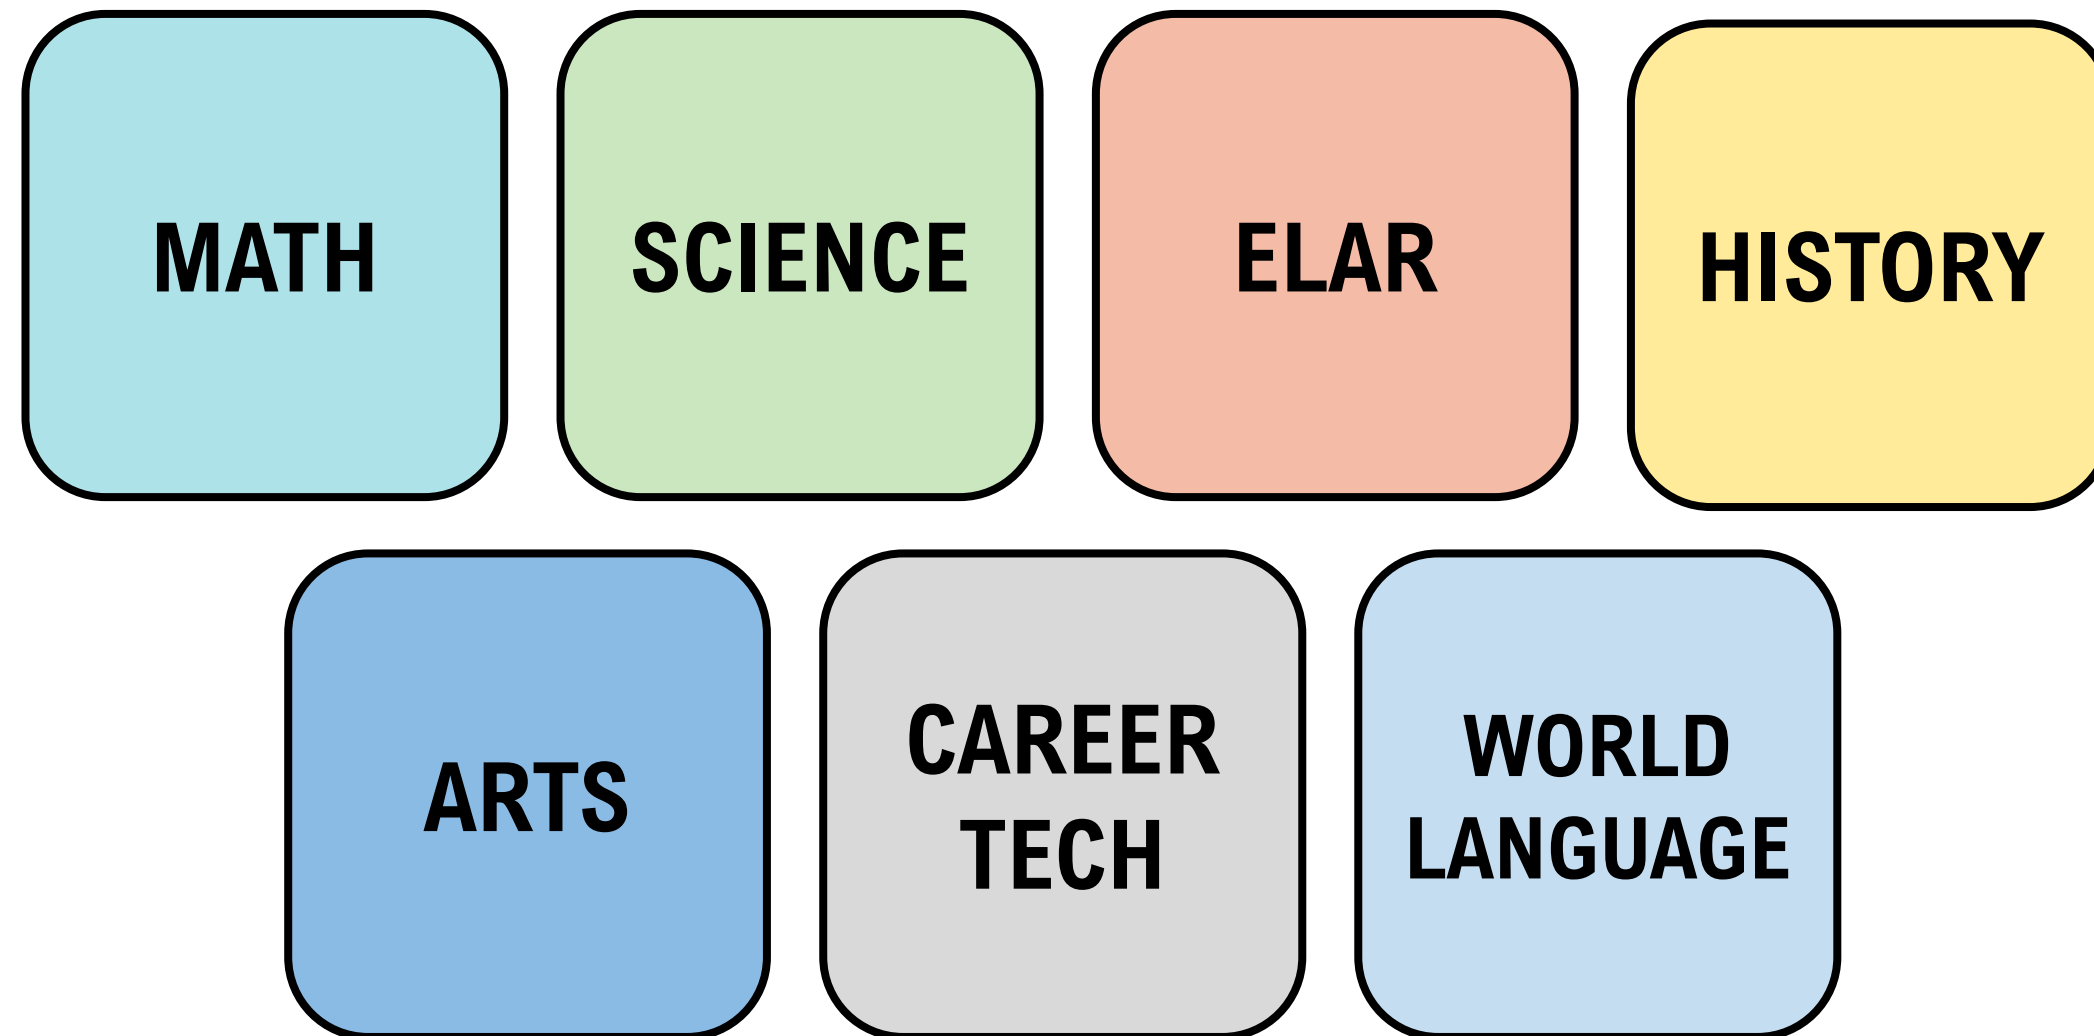 MATH
SCIENCE
ELAR
HISTORY
ARTS
CAREER
TECH
WORLD
LANGUAGE